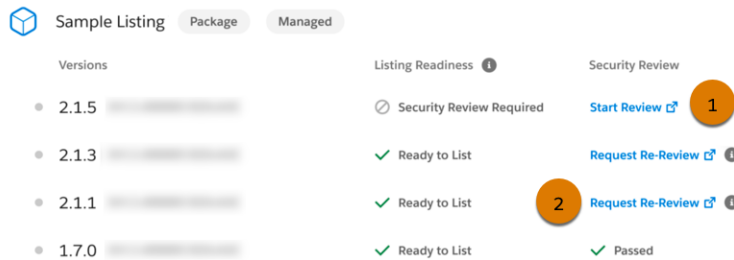 Sample Listing Package Managed
Versions Listing Readiness Security Review
2.1.5 Security Review Required Start Review 1
2.1.3 Ready to List Request Re-Review
2.1.1 Ready to List 2 Request Re-Review
1.7.0 Ready to List Passed